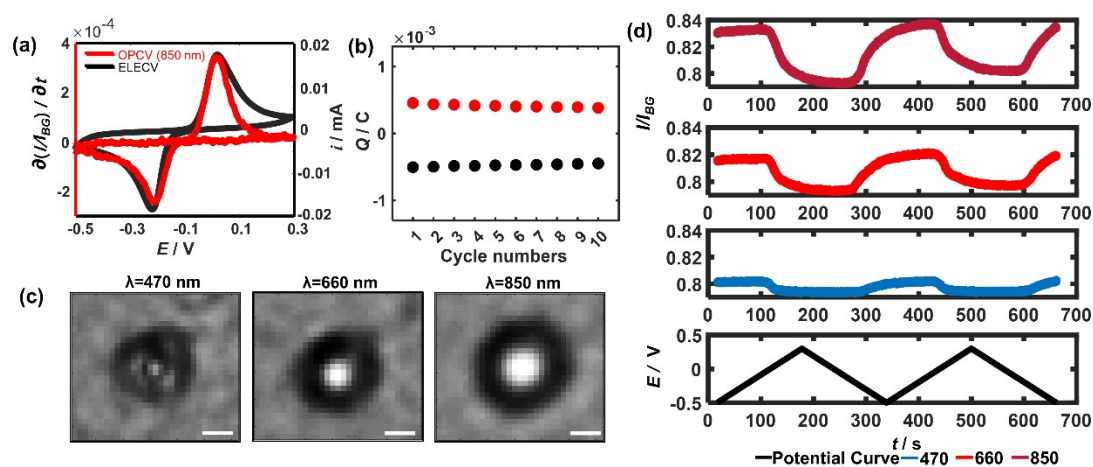 (a)
×10⁻⁴
4
2
0
-2
∂(I/I_BG) / ∂t
OPCV (850 nm)
ELECV
0.02
0.015
0.01
0.005
0
-0.005
-0.01
-0.02
i / mA
-0.5 -0.3 -0.1 0.1 0.3
E / V
(b)
×10⁻³
1
0
-1
Q / C
1 2 3 4 5 6 7 8 9 10
Cycle numbers
(c)
λ=470 nm
λ=660 nm
λ=850 nm
(d)
0.84
0.82
0.8
0 100 200 300 400 500 600 700
I/I_BG
0.84
0.82
0.8
0 100 200 300 400 500 600 700
0.84
0.8
0 100 200 300 400 500 600 700
E / V
0.5
0
-0.5
0 100 200 300 400 500 600 700
t / s
Potential Curve 470 660 850